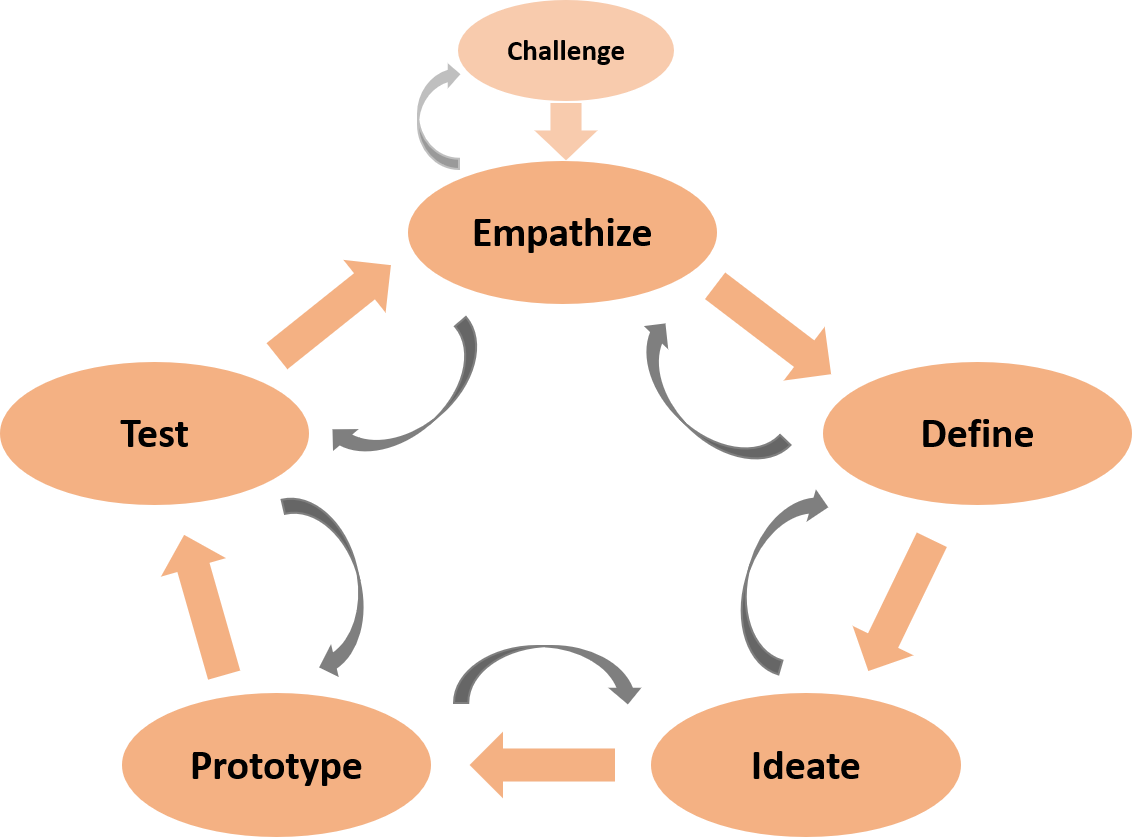 Challenge
Empathize
Test
Define
Prototype
Ideate